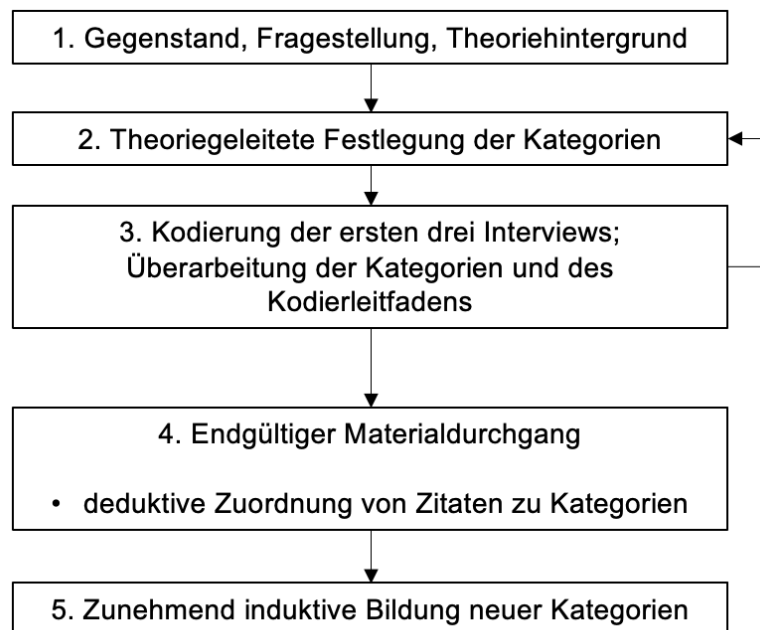 1. Gegenstand, Fragestellung, Theoriehintergrund
2. Theoriegeleitete Festlegung der Kategorien
3. Kodierung der ersten drei Interviews;
Überarbeitung der Kategorien und des
Kodierleitfadens
4. Endgültiger Materialdurchgang
• deduktive Zuordnung von Zitaten zu Kategorien
5. Zunehmend induktive Bildung neuer Kategorien